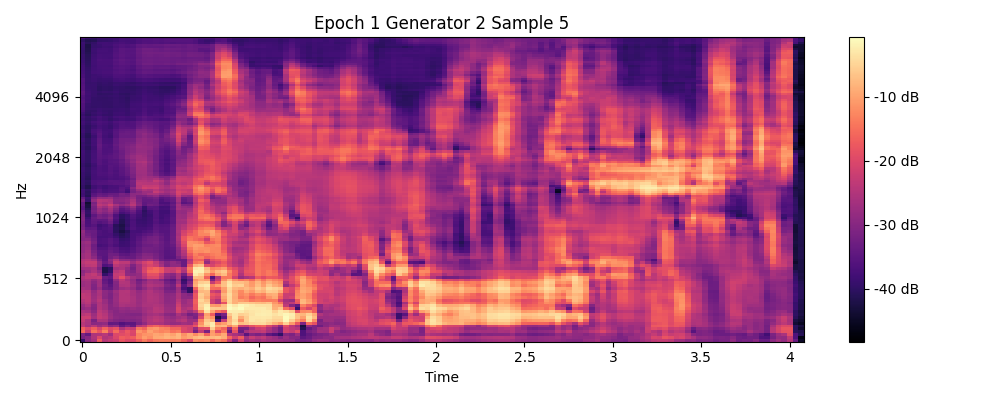 Epoch 1 Generator 2 Sample 5
Hz
4096
2048
1024
512
0
0 0.5 1 1.5 2 2.5 3 3.5 4
Time
-10 dB
-20 dB
-30 dB
-40 dB